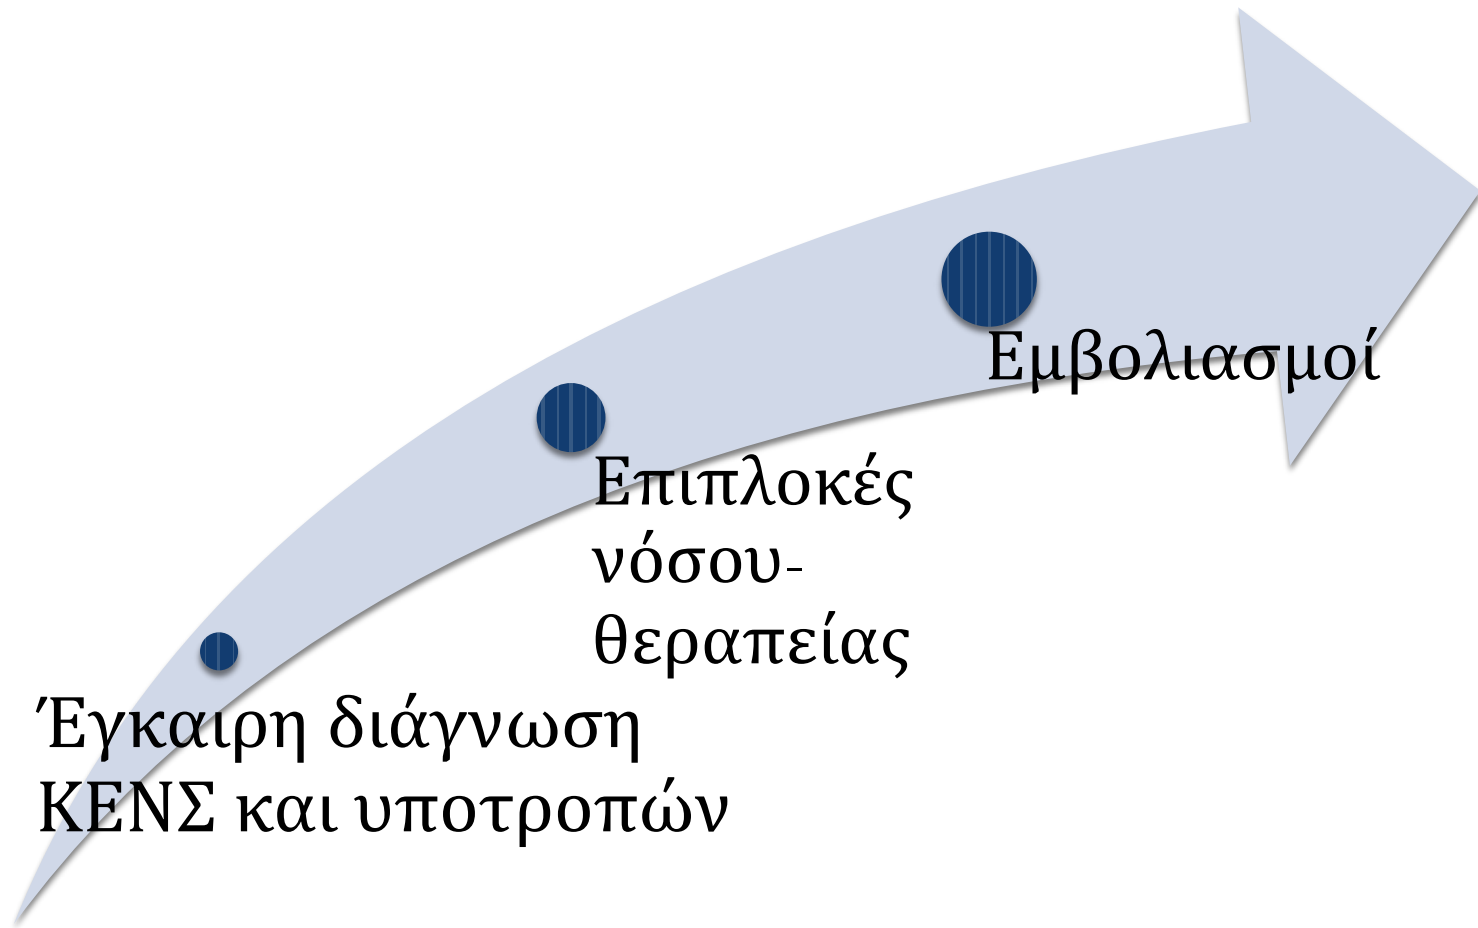 Έγκαιρη διάγνωση
ΚΕΝΣ και υποτροπών
Επιπλοκές
νόσου-
θεραπείας
Εμβολιασμοί